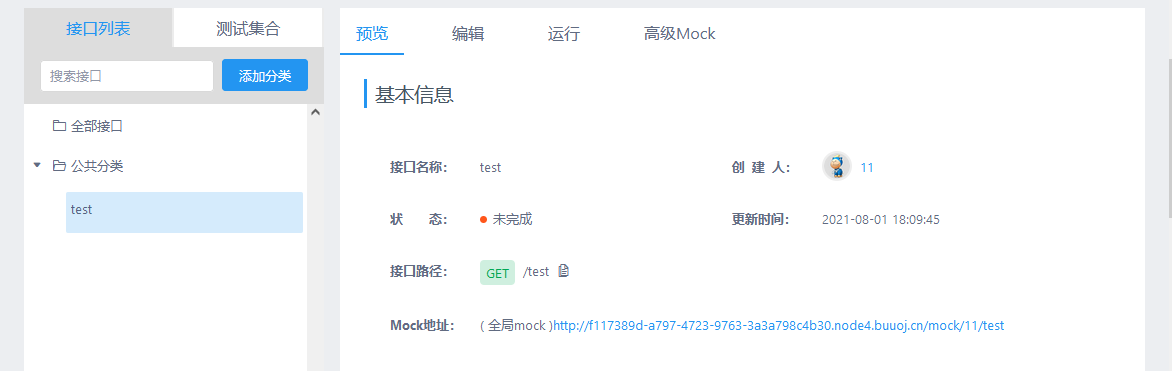 接口列表 测试集合
搜索接口 添加分类
全部接口
公共分类
test
预览 编辑 运行 高级Mock
基本信息
接口名称： test 创 建 人： 11
状 态： 未完成 更新时间： 2021-08-01 18:09:45
接口路径： GET /test
Mock地址： ( 全局mock )http://f117389d-a797-4723-9763-3a3a798c4b30.node4.buuoj.cn/mock/11/test